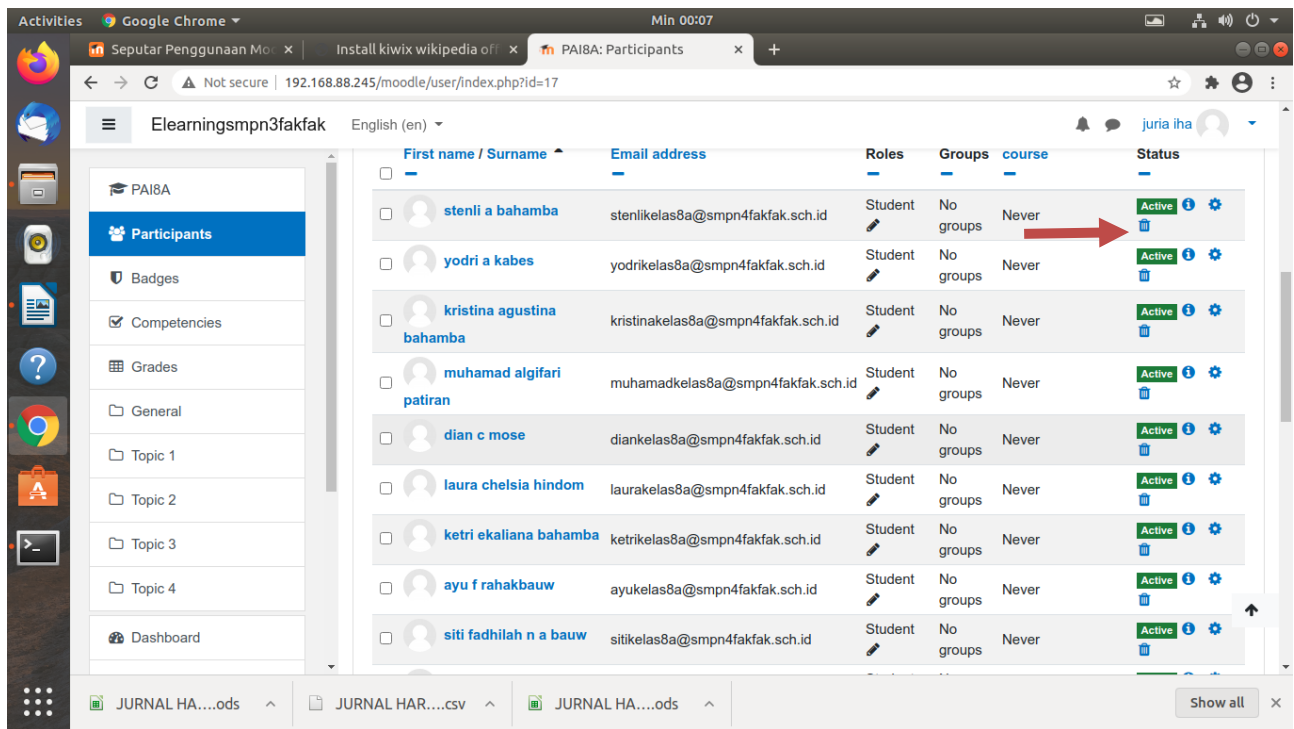 Activities Google Chrome Min 00:07
Seputar Penggunaan Moo Install kiwix wikipedia off PAI8A: Participants
Not secure 192.168.88.245/moodle/user/index.php?id=17
Elearningsmpn3fakfak English (en) juria iha
PAI8A
Participants
Badges
Competencies
Grades
General
Topic 1
Topic 2
Topic 3
Topic 4
Dashboard
First name / Surname Email address Roles Groups course Status
stenli a bahamba stenlikelas8a@smpn4fakfak.sch.id Student No groups Never Active
yodri a kabes yodrikelas8a@smpn4fakfak.sch.id Student No groups Never Active
kristina agustina bahamba kristinakelas8a@smpn4fakfak.sch.id Student No groups Never Active
muhamad algifari patiran muhamadkelas8a@smpn4fakfak.sch.id Student No groups Never Active
dian c mose diankelas8a@smpn4fakfak.sch.id Student No groups Never Active
laura chelsia hindom laurakelas8a@smpn4fakfak.sch.id Student No groups Never Active
ketri ekaliana bahamba ketrikelas8a@smpn4fakfak.sch.id Student No groups Never Active
ayu f rahakbauw ayukelas8a@smpn4fakfak.sch.id Student No groups Never Active
siti fadhilah n a bauw sitikelas8a@smpn4fakfak.sch.id Student No groups Never Active
JURNAL HA....ods JURNAL HAR....csv JURNAL HA....ods Show all